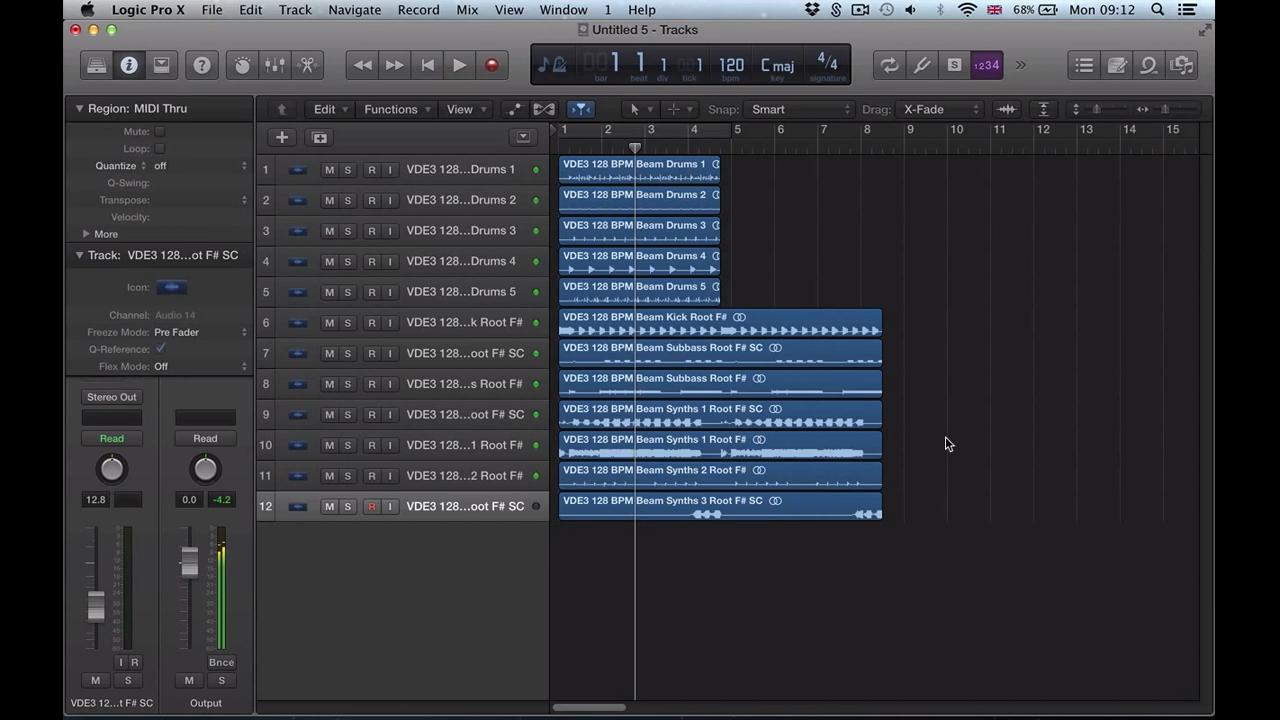 Logic Pro X File Edit Track Navigate Record Mix View Window 1 Help 68% Mon 09:12
Untitled 5 - Tracks
1 1 1 1 120 C maj 4/4
bar beat div tick bpm key signature
1234
Region: MIDI Thru
Mute:
Loop:
Quantize off
Q-Swing:
Transpose:
Velocity:
More
Track: VDE3 128...ot F# SC
Icon:
Channel: Audio 14
Freeze Mode: Pre Fader
Q-Reference:
Flex Mode: Off
Stereo Out
Read Read
12.8 0.0 -4.2
I R Bnce
M S M S
VDE3 12...t F# SC Output
Edit Functions View Snap: Smart Drag: X-Fade
1 2 3 4 5 6 7 8 9 10 11 12 13 14 15
1 M S R I VDE3 128...Drums 1 VDE3 128 BPM Beam Drums 1
2 M S R I VDE3 128...Drums 2 VDE3 128 BPM Beam Drums 2
3 M S R I VDE3 128...Drums 3 VDE3 128 BPM Beam Drums 3
4 M S R I VDE3 128...Drums 4 VDE3 128 BPM Beam Drums 4
5 M S R I VDE3 128...Drums 5 VDE3 128 BPM Beam Drums 5
6 M S R I VDE3 128...k Root F# VDE3 128 BPM Beam Kick Root F#
7 M S R I VDE3 128...oot F# SC VDE3 128 BPM Beam Subbass Root F# SC
8 M S R I VDE3 128...s Root F# VDE3 128 BPM Beam Subbass Root F#
9 M S R I VDE3 128...oot F# SC VDE3 128 BPM Beam Synths 1 Root F# SC
10 M S R I VDE3 128...1 Root F# VDE3 128 BPM Beam Synths 1 Root F#
11 M S R I VDE3 128...2 Root F# VDE3 128 BPM Beam Synths 2 Root F#
12 M S R I VDE3 128...oot F# SC VDE3 128 BPM Beam Synths 3 Root F# SC